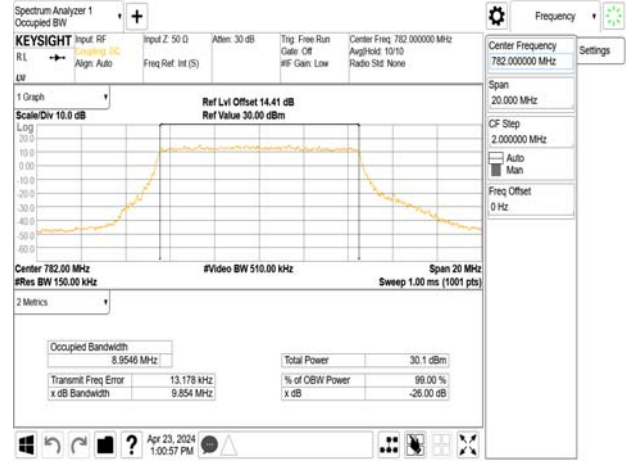 Spectrum Analyzer 1
Occupied BW
+
Frequency
KEYSIGHT
RL
LXI
Input: RF
Coupling: DC
Align: Auto
Input Z: 50 Ω
Freq Ref: Int (S)
Atten: 30 dB
Trig: Free Run
Gate: Off
#IF Gain: Low
Center Freq: 782.000000 MHz
Avg|Hold: 10/10
Radio Std: None
Center Frequency
782.000000 MHz
Settings
Span
20.000 MHz
CF Step
2.000000 MHz
Auto
Man
Freq Offset
0 Hz
1 Graph
Scale/Div 10.0 dB
Ref Lvl Offset 14.41 dB
Ref Value 30.00 dBm
Log
20.0
10.0
0.00
-10.0
-20.0
-30.0
-40.0
-50.0
-60.0
Center 782.00 MHz
#Video BW 510.00 kHz
Span 20 MHz
#Res BW 150.00 kHz
Sweep 1.00 ms (1001 pts)
2 Metrics
Occupied Bandwidth
8.9546 MHz
Total Power 30.1 dBm
Transmit Freq Error 13.178 kHz
% of OBW Power 99.00 %
x dB Bandwidth 9.854 MHz
x dB -26.00 dB
?
Apr 23, 2024
1:00:57 PM